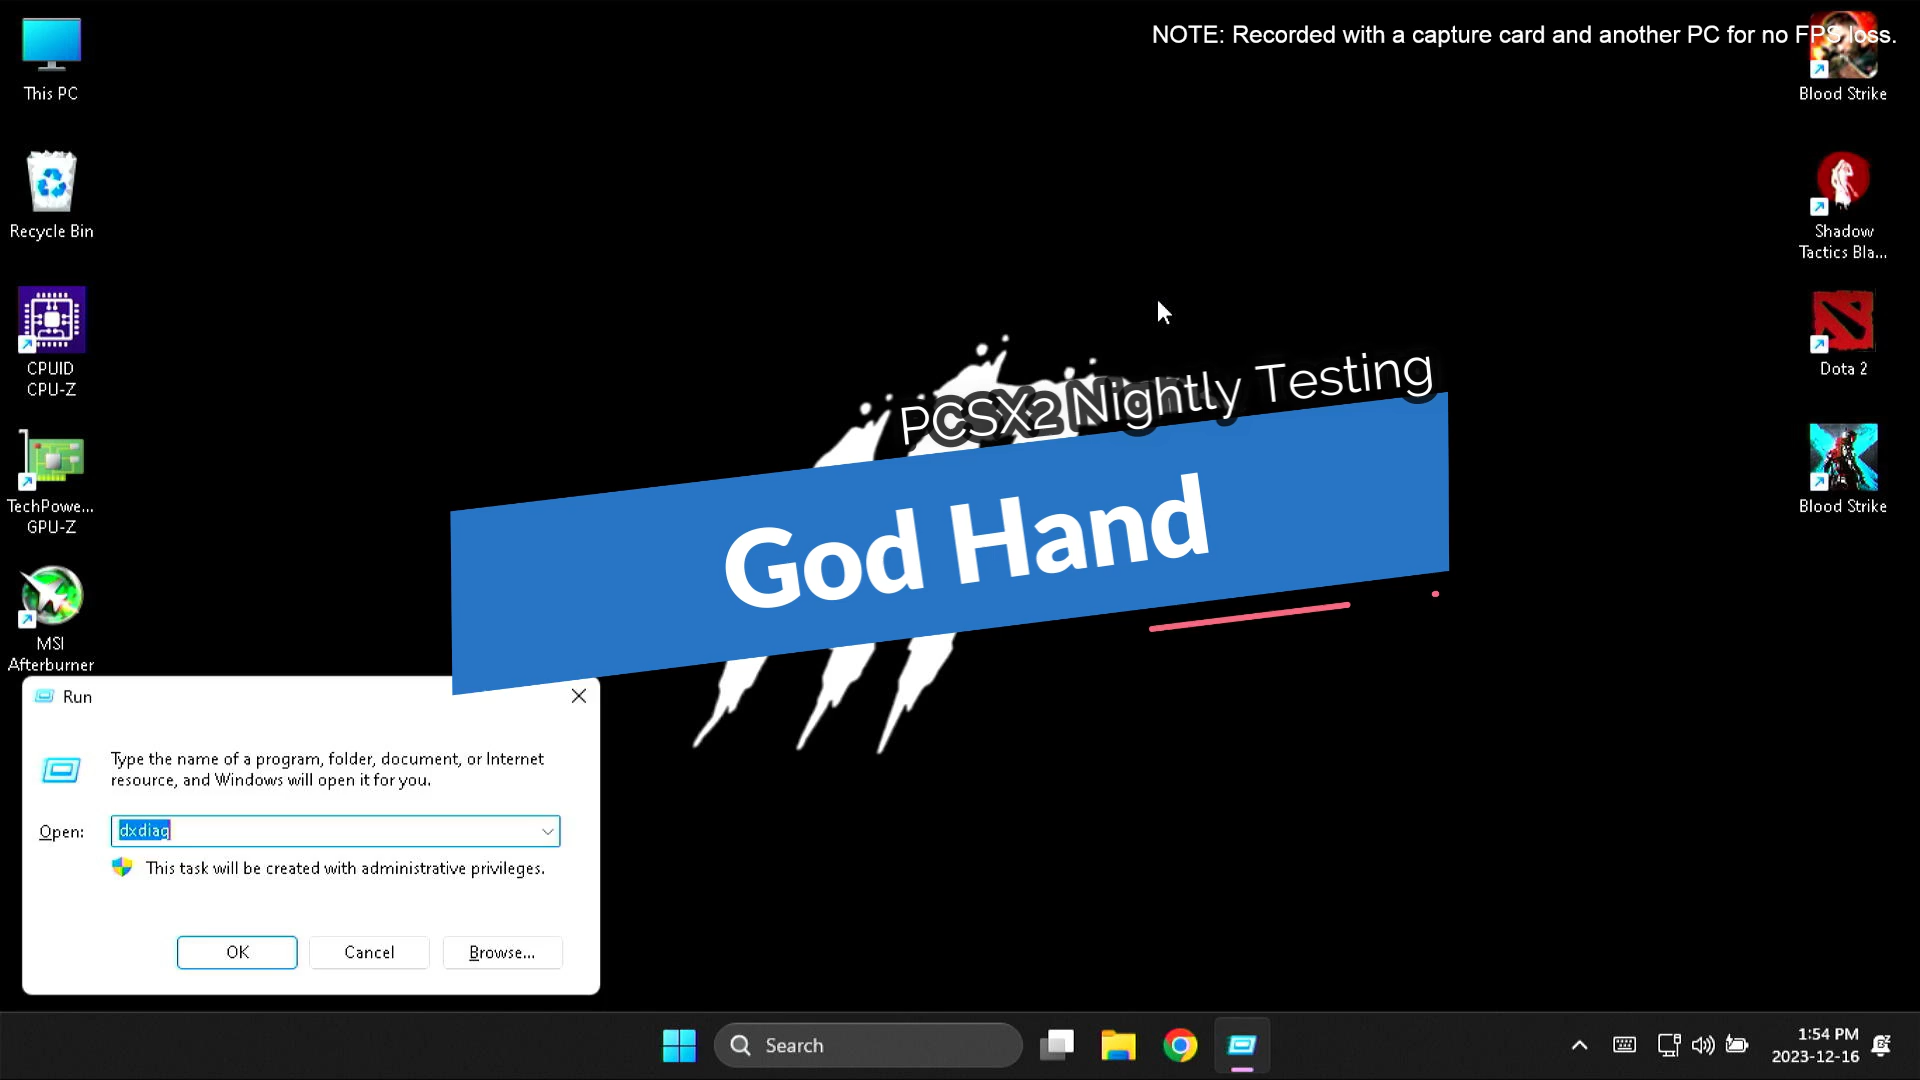 NOTE: Recorded with a capture card and another PC for no FPS loss.
This PC
Recycle Bin
CPUID
CPU-Z
TechPowe...
GPU-Z
MSI
Afterburner
Blood Strike
Shadow
Tactics Bla...
Dota 2
Blood Strike
PCSX2 Nightly Testing
God Hand
Run
Type the name of a program, folder, document, or Internet
resource, and Windows will open it for you.
Open:
dxdiag
This task will be created with administrative privileges.
OK
Cancel
Browse...
Search
1:54 PM
2023-12-16